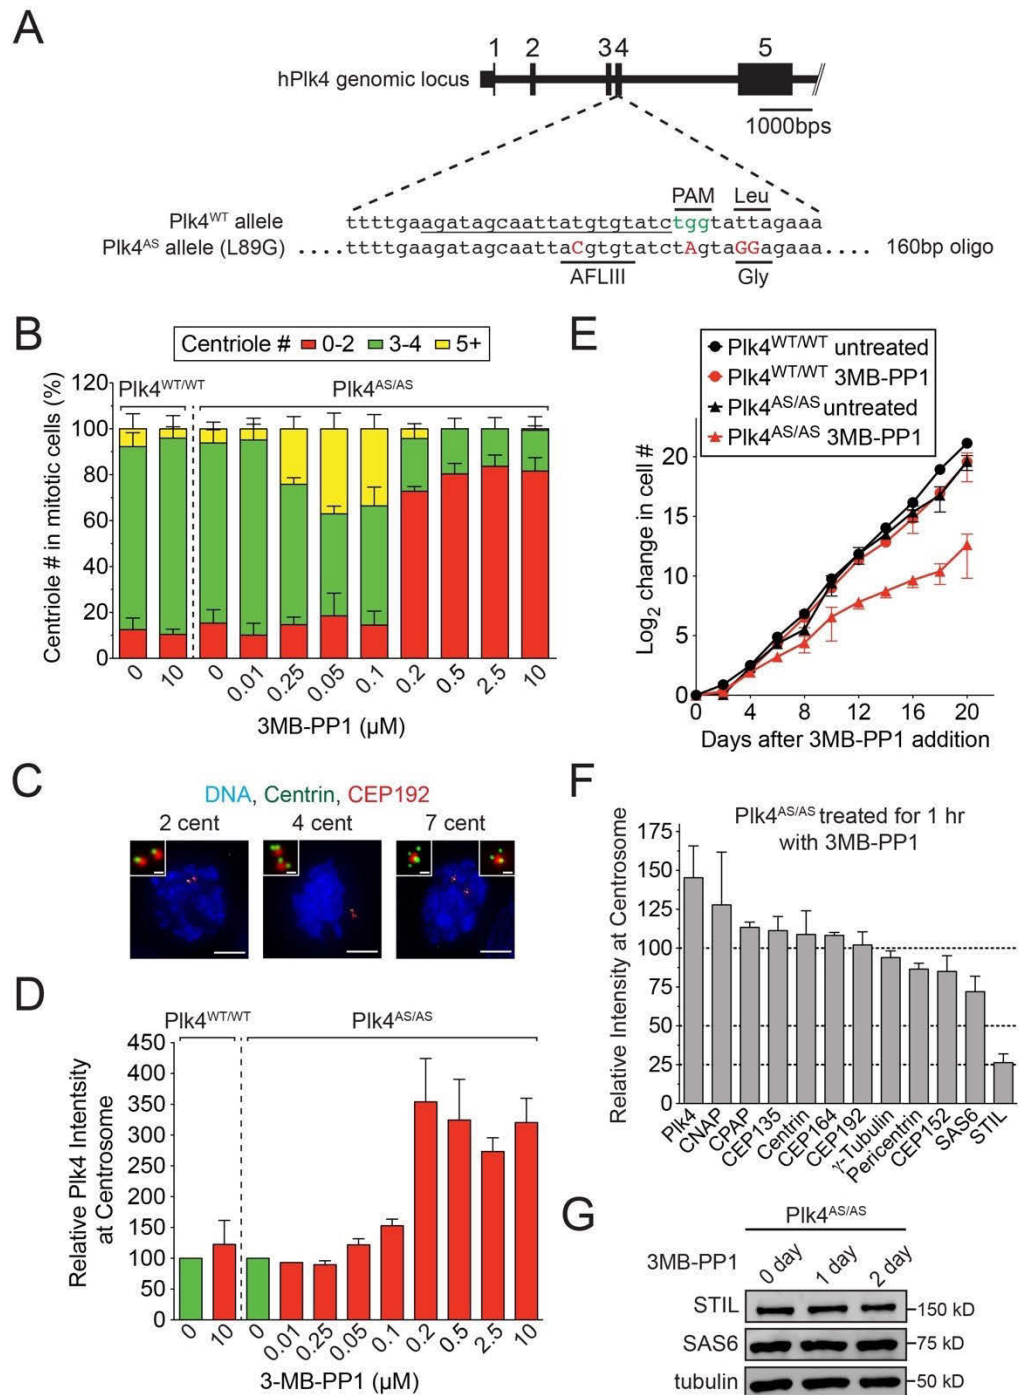 A
1 2 3 4 5
hPlk4 genomic locus
1000bps
PAM Leu
Plk4WT allele ttttgaagatagcaattatgtgtatctggtattagaaa
Plk4AS allele (L89G) .... ttttgaagatagcaattaCgtgtatctAgtaGGagaaa .... 160bp oligo
AFLIII Gly
B
Centriole # 0-2 3-4 5+
Plk4WT/WT Plk4AS/AS
Centriole # in mitotic cells (%)
120
100
80
60
40
20
0
0 10 0 0.01 0.25 0.05 0.1 0.2 0.5 2.5 10
3MB-PP1 (μM)
E
Plk4WT/WT untreated
Plk4WT/WT 3MB-PP1
Plk4AS/AS untreated
Plk4AS/AS 3MB-PP1
Log2 change in cell #
20
15
10
5
0
0 4 8 12 16 20
Days after 3MB-PP1 addition
C
DNA, Centrin, CEP192
2 cent 4 cent 7 cent
D
Plk4WT/WT Plk4AS/AS
Relative Plk4 Intentsity
at Centrosome
450
400
350
300
250
200
150
100
50
0
0 10 0 0.01 0.25 0.05 0.1 0.2 0.5 2.5 10
3-MB-PP1 (μM)
F
Plk4AS/AS treated for 1 hr
with 3MB-PP1
Relative Intensity at Centrosome
175
150
125
100
75
50
25
0
Plk4 CNAP CPAP CEP135 Centrin CEP164 CEP192 γ-Tubulin Pericentrin CEP152 SAS6 STIL
G
Plk4AS/AS
3MB-PP1 0 day 1 day 2 day
STIL 150 kD
SAS6 75 kD
tubulin 50 kD